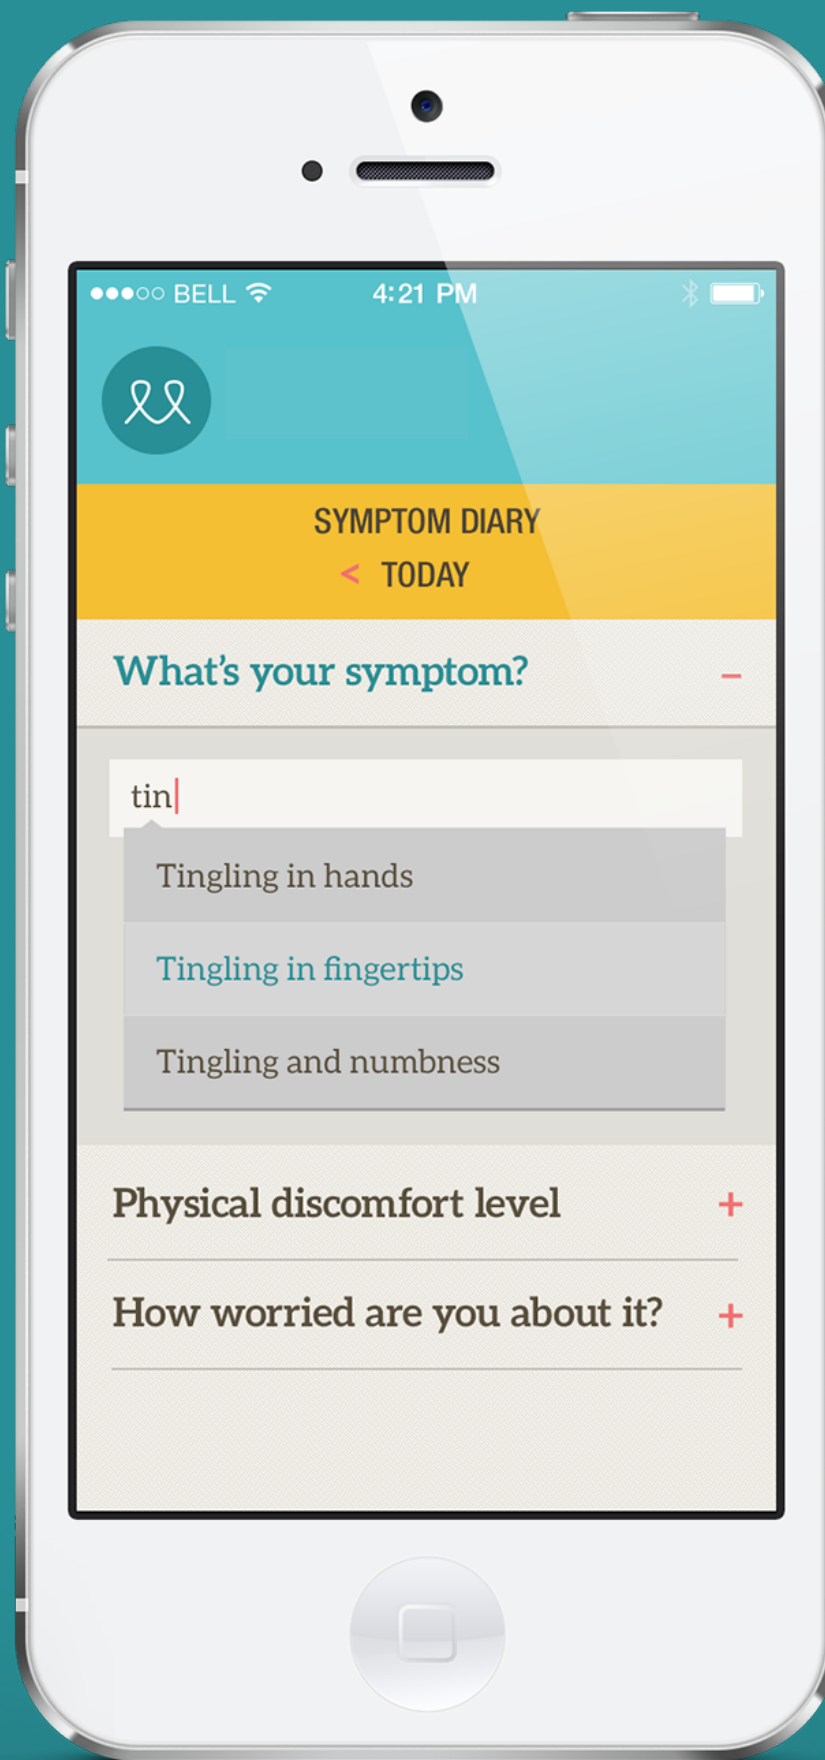 BELL 4:21 PM
SYMPTOM DIARY
< TODAY
What's your symptom? −
tin
Tingling in hands
Tingling in fingertips
Tingling and numbness
Physical discomfort level +
How worried are you about it? +